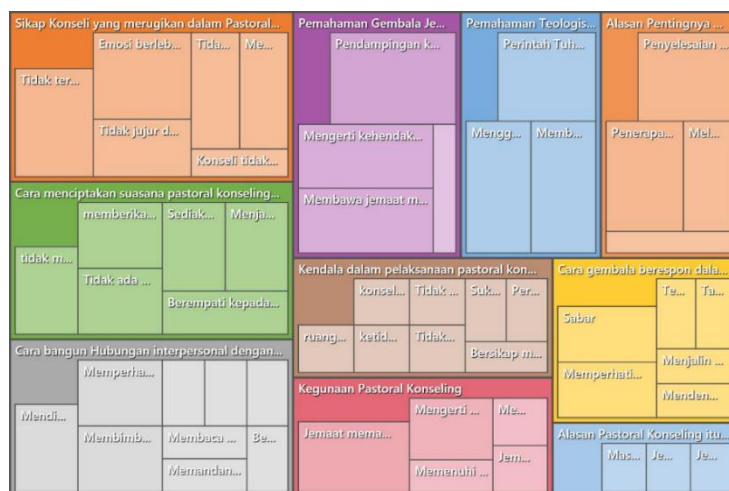 Sikap Konseli yang merugikan dalam Pastoral...
Emosi berleb...
Tida...
Me...
Tidak ter...
Tidak jujur d...
Konseli tidak...
Pemahaman Gembala Je...
Pendampingan k...
Mengerti kehendak...
Membawa jemaat m...
Pemahaman Teologis
Perintah Tuh...
Mengg...
Memb...
Alasan Pentingnya ...
Penyelesaian ...
Penerapa...
Mel...
Cara menciptakan suasana pastoral konseling...
memberika...
Sediak...
Menja...
tidak m...
Tidak ada ...
Berempati kepada...
Kendala dalam pelaksanaan pastoral kon...
konsel...
Tidak ...
Suk...
Per...
ruang...
ketid...
Tidak...
Bersikap m...
Cara gembala berespon dala...
Te...
Ta...
Sabar
Memperhati...
Menjalin ...
Menden...
Cara bangun Hubungan interpersonal dengan...
Memperha...
Mendi...
Membimb...
Membaca ...
Be...
Memandan...
Kegunaan Pastoral Konseling
Mengerti ...
Me...
Jemaat mema...
Memenuhi ...
Jem...
Alasan Pastoral Konseling itu...
Mas...
Je...
Je...